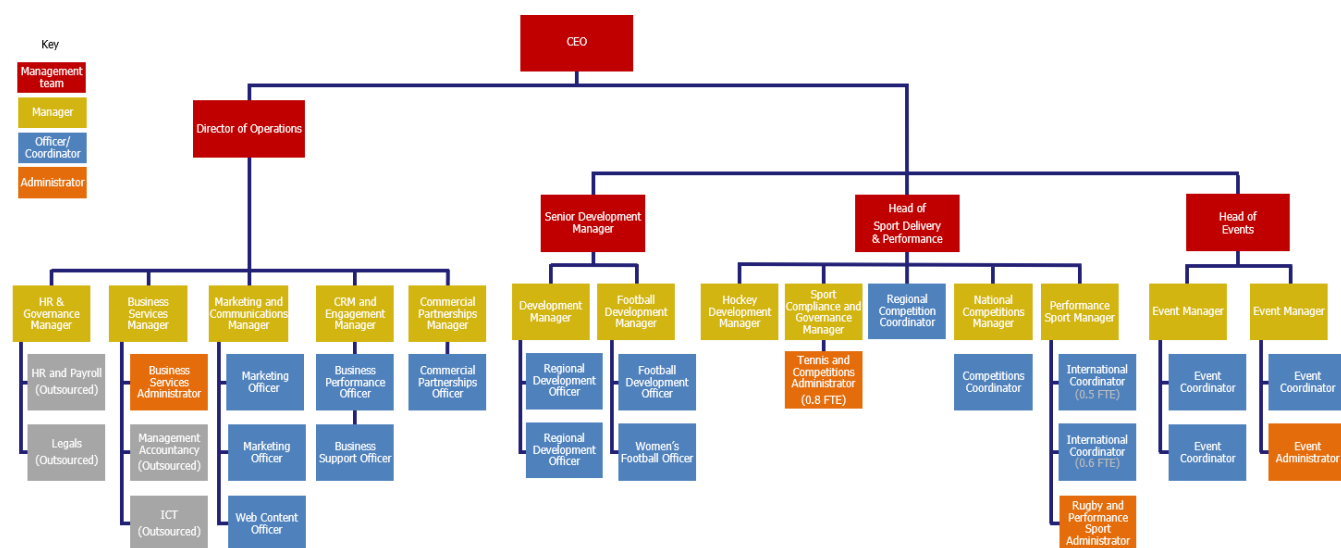 Key
Management
team
Manager
Officer/
Coordinator
Administrator
CEO
Director of Operations
Senior Development
Manager
Head of
Sport Delivery
& Performance
Head of
Events
HR &
Governance
Manager
Business
Services
Manager
Marketing and
Communications
Manager
CRM and
Engagement
Manager
Commercial
Partnerships
Manager
Development
Manager
Football
Development
Manager
Hockey
Development
Manager
Sport
Compliance and
Governance
Manager
Regional
Competition
Coordinator
National
Competitions
Manager
Performance
Sport Manager
Event Manager
Event Manager
HR and Payroll
(Outsourced)
Business
Services
Administrator
Marketing
Officer
Business
Performance
Officer
Commercial
Partnerships
Officer
Regional
Development
Officer
Football
Development
Officer
Tennis and
Competitions
Administrator
(0.8 FTE)
Competitions
Coordinator
International
Coordinator
(0.5 FTE)
Event
Coordinator
Event
Coordinator
Legals
(Outsourced)
Management
Accountancy
(Outsourced)
Marketing
Officer
Business
Support Officer
Regional
Development
Officer
Women's
Football Officer
International
Coordinator
(0.6 FTE)
Event
Coordinator
Event
Administrator
ICT
(Outsourced)
Web Content
Officer
Rugby and
Performance
Sport
Administrator